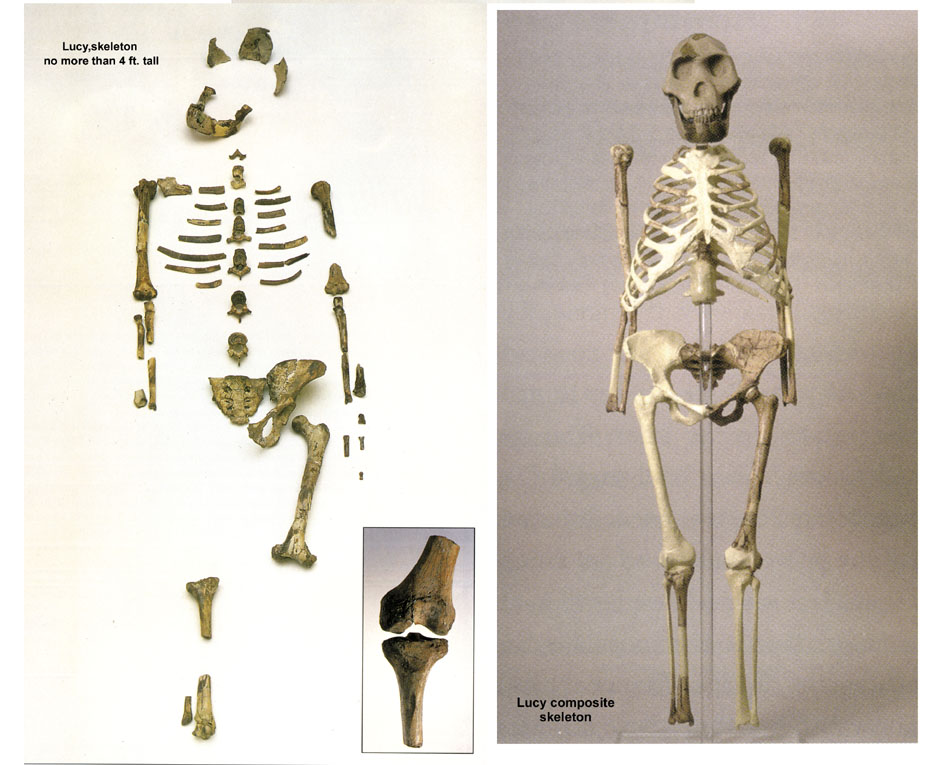 Lucy,skeleton
no more than 4 ft. tall
Lucy composite
skeleton